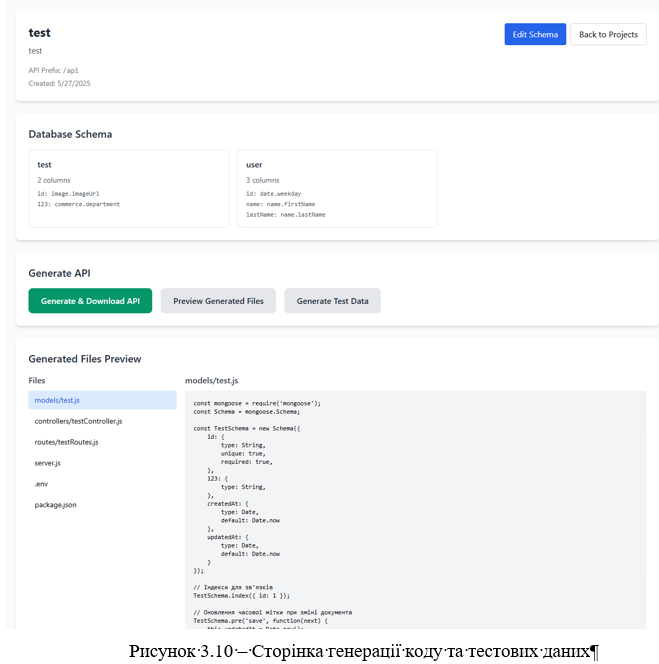 test
Edit Schema
Back to Projects
test
API Prefix: /api
Created: 5/27/2025
Database Schema
test
2 columns
id: image.imageUrl
123: commerce.department
user
3 columns
id: date.weekday
name: name.firstName
lastName: name.lastName
Generate API
Generate & Download API
Preview Generated Files
Generate Test Data
Generated Files Preview
Files
models/test.js
controllers/testController.js
routes/testRoutes.js
server.js
.env
package.json
models/test.js
const mongoose = require('mongoose');
const Schema = mongoose.Schema;
const TestSchema = new Schema({
id: {
type: String,
unique: true,
required: true,
},
123: {
type: String,
},
createdAt: {
type: Date,
default: Date.now
},
updatedAt: {
type: Date,
default: Date.now
}
});
// Індекси для зв'язків
TestSchema.index({ id: 1 });
// Оновлення часової мітки при зміні документа
TestSchema.pre('save', function(next) {
Рисунок·3.10·–·Сторінка·генерації·коду·та·тестових·даних¶